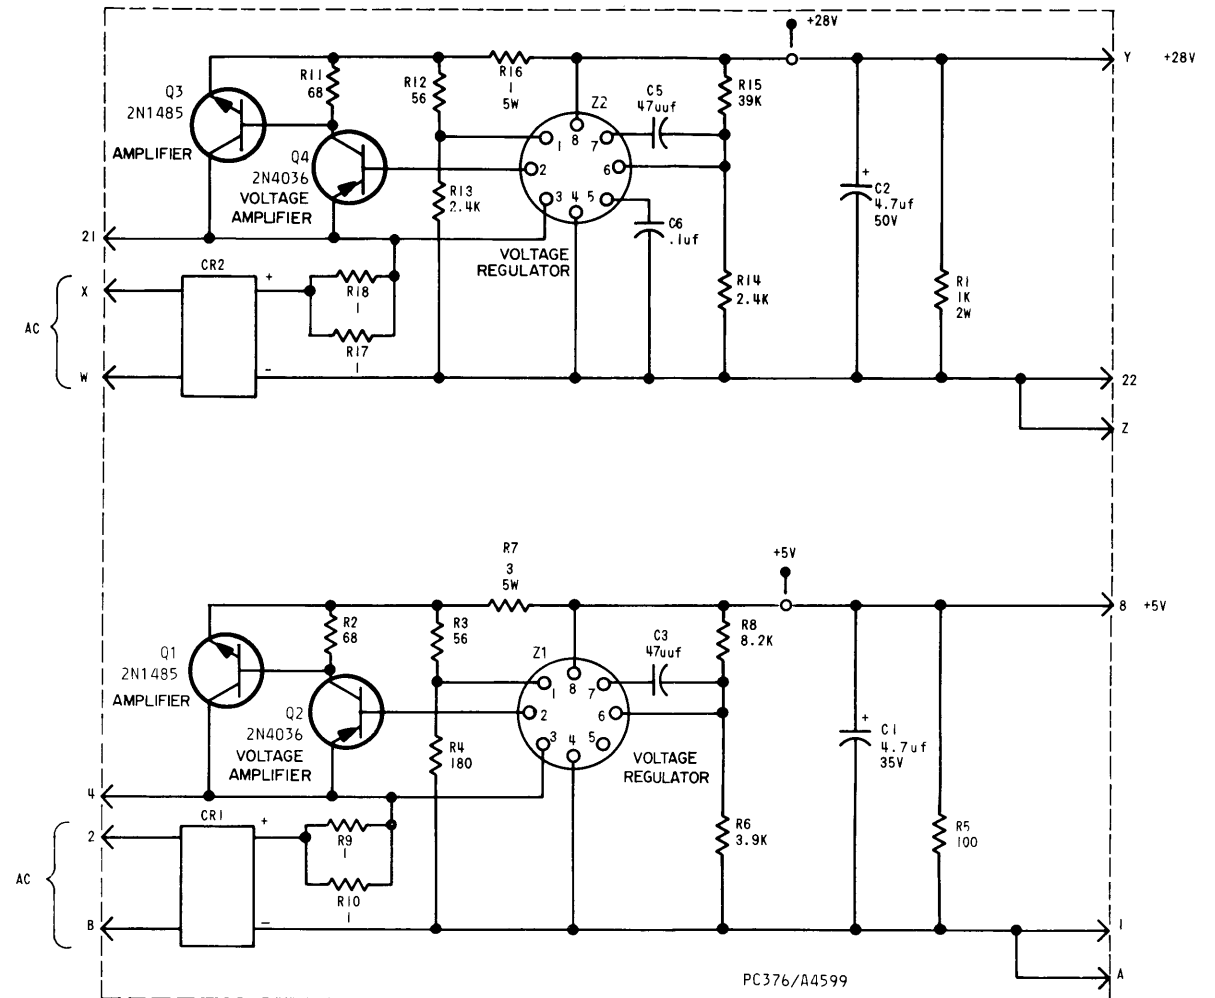 +28V
Y +28V
R11
68
R12
56
R16
1
5W
R15
39K
Q3
2N1485
AMPLIFIER
C5
47uuf
Z2
1
8
7
2
6
3
4
5
Q4
2N4036
VOLTAGE
AMPLIFIER
R13
2.4K
C6
.1uf
+
C2
4.7uf
50V
21
VOLTAGE
REGULATOR
CR2
+
X
R18
1
R14
2.4K
R1
1K
2W
AC
R17
1
W
-
22
Z
R7
3
5W
+5V
8 +5V
R2
68
R3
56
R8
8.2K
Q1
2N1485
AMPLIFIER
Z1
C3
47uuf
1
8
7
2
6
3
4
5
Q2
2N4036
VOLTAGE
AMPLIFIER
R4
180
VOLTAGE
REGULATOR
+
C1
4.7uf
35V
4
CR1
+
2
R9
1
R6
3.9K
R5
100
AC
R10
1
B
-
1
A
PC376/A4599